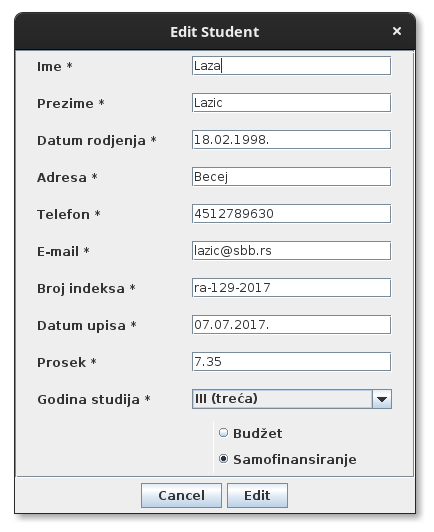 Edit Student ×
Ime * Laza
Prezime * Lazic
Datum rodjenja * 18.02.1998.
Adresa * Becej
Telefon * 4512789630
E-mail * lazic@sbb.rs
Broj indeksa * ra-129-2017
Datum upisa * 07.07.2017.
Prosek * 7.35
Godina studija * III (treća)
Budžet
Samofinansiranje
Cancel Edit